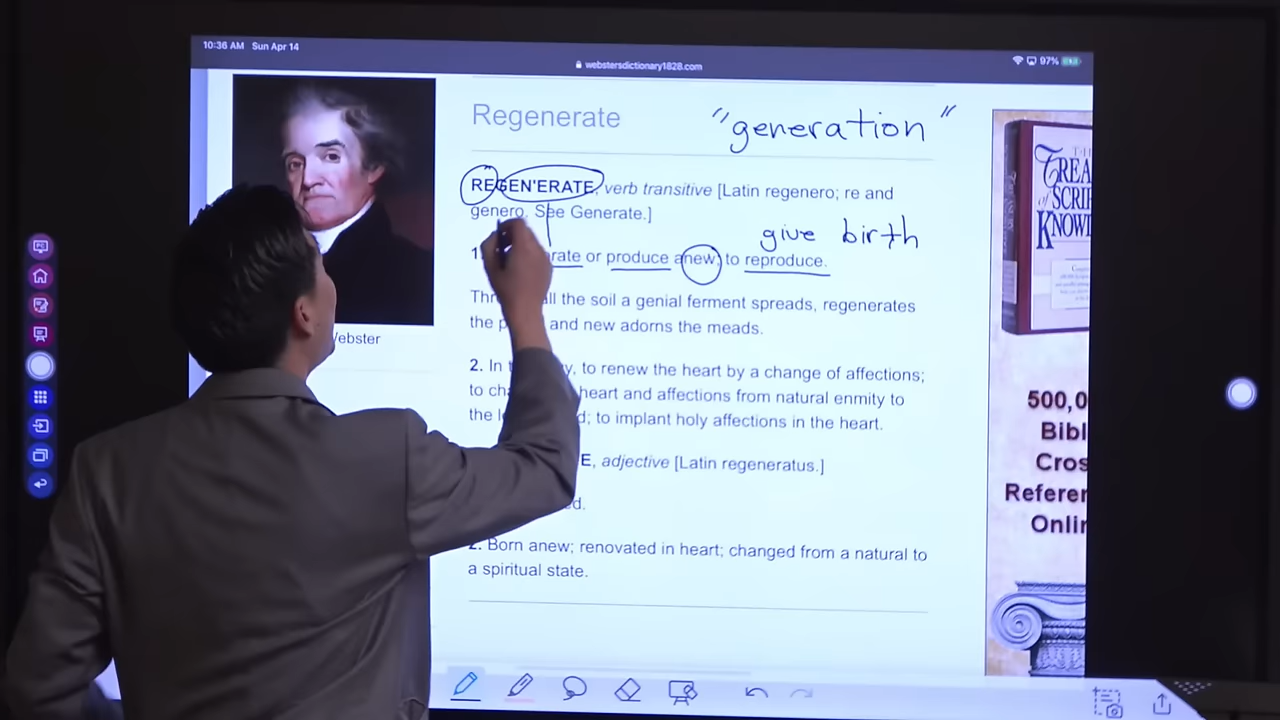 10:36 AM Sun Apr 14
webstersdictionary1828.com
97%
Regenerate
"generation"
REGEN'ERATE, verb transitive [Latin regenero; re and
genero. See Generate.]
give birth
or produce anew; to reproduce.
all the soil a genial ferment spreads, regenerates
the and new adorns the meads.
2. In to renew the heart by a change of affections;
to heart and affections from natural enmity to
the to implant holy affections in the heart.
adjective [Latin regeneratus.]
2. Born anew; renovated in heart; changed from a natural to
a spiritual state.
Webster
500,0
Bibl
Cros
Refere
Onli